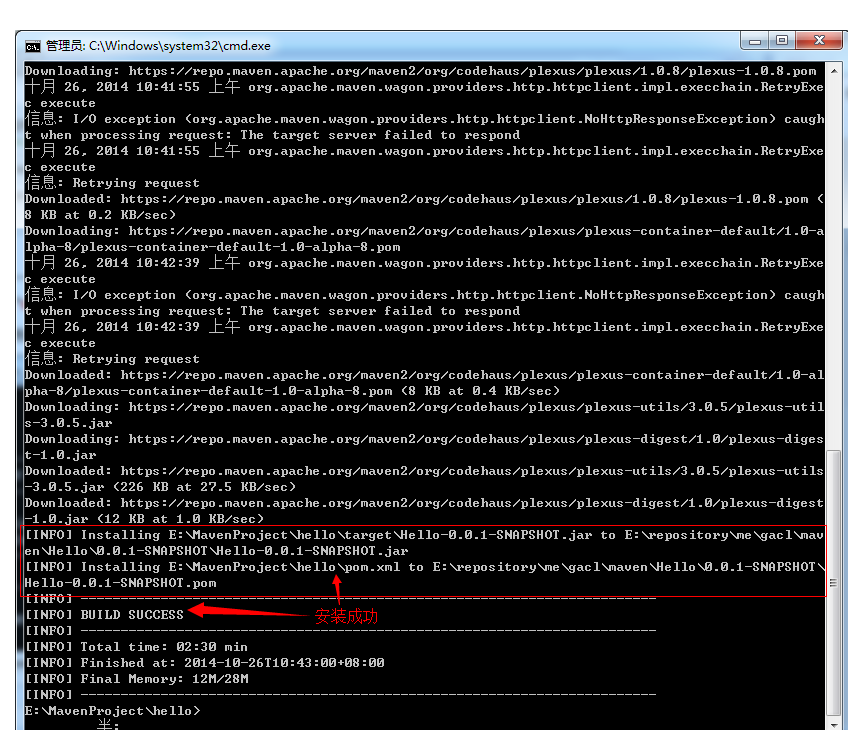 管理员: C:\Windows\system32\cmd.exe
Downloading: https://repo.maven.apache.org/maven2/org/codehaus/plexus/plexus/1.0.8/plexus-1.0.8.pom
十月 26, 2014 10:41:55 上午 org.apache.maven.wagon.providers.http.httpclient.impl.execchain.RetryExe
c execute
信息: I/O exception (org.apache.maven.wagon.providers.http.httpclient.NoHttpResponseException) caugh
t when processing request: The target server failed to respond
十月 26, 2014 10:41:55 上午 org.apache.maven.wagon.providers.http.httpclient.impl.execchain.RetryExe
c execute
信息: Retrying request
Downloaded: https://repo.maven.apache.org/maven2/org/codehaus/plexus/plexus/1.0.8/plexus-1.0.8.pom (
8 KB at 0.2 KB/sec)
Downloading: https://repo.maven.apache.org/maven2/org/codehaus/plexus/plexus-container-default/1.0-a
lpha-8/plexus-container-default-1.0-alpha-8.pom
十月 26, 2014 10:42:39 上午 org.apache.maven.wagon.providers.http.httpclient.impl.execchain.RetryExe
c execute
信息: I/O exception (org.apache.maven.wagon.providers.http.httpclient.NoHttpResponseException) caugh
t when processing request: The target server failed to respond
十月 26, 2014 10:42:39 上午 org.apache.maven.wagon.providers.http.httpclient.impl.execchain.RetryExe
c execute
信息: Retrying request
Downloaded: https://repo.maven.apache.org/maven2/org/codehaus/plexus/plexus-container-default/1.0-al
pha-8/plexus-container-default-1.0-alpha-8.pom (8 KB at 0.4 KB/sec)
Downloading: https://repo.maven.apache.org/maven2/org/codehaus/plexus/plexus-utils/3.0.5/plexus-util
s-3.0.5.jar
Downloading: https://repo.maven.apache.org/maven2/org/codehaus/plexus/plexus-digest/1.0/plexus-diges
t-1.0.jar
Downloaded: https://repo.maven.apache.org/maven2/org/codehaus/plexus/plexus-utils/3.0.5/plexus-utils
-3.0.5.jar (226 KB at 27.5 KB/sec)
Downloaded: https://repo.maven.apache.org/maven2/org/codehaus/plexus/plexus-digest/1.0/plexus-digest
-1.0.jar (12 KB at 1.0 KB/sec)
[INFO] Installing E:\MavenProject\hello\target\Hello-0.0.1-SNAPSHOT.jar to E:\repository\me\gacl\mav
en\Hello\0.0.1-SNAPSHOT\Hello-0.0.1-SNAPSHOT.jar
[INFO] Installing E:\MavenProject\hello\pom.xml to E:\repository\me\gacl\maven\Hello\0.0.1-SNAPSHOT\
Hello-0.0.1-SNAPSHOT.pom
[INFO] ------------------------------------------------------------------------
[INFO] BUILD SUCCESS
安装成功
[INFO] ------------------------------------------------------------------------
[INFO] Total time: 02:30 min
[INFO] Finished at: 2014-10-26T10:43:00+08:00
[INFO] Final Memory: 12M/28M
[INFO] ------------------------------------------------------------------------
E:\MavenProject\hello>
半: